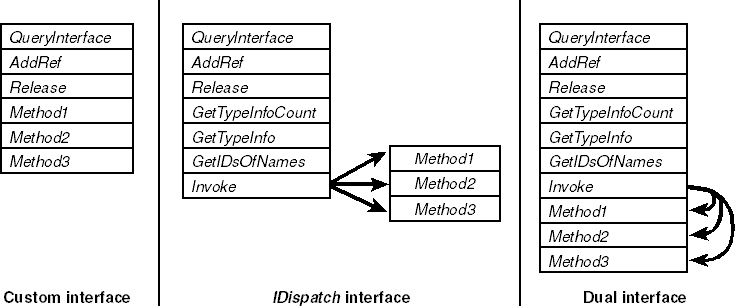 QueryInterface
AddRef
Release
Method1
Method2
Method3
Custom interface
QueryInterface
AddRef
Release
GetTypeInfoCount
GetTypeInfo
GetIDsOfNames
Invoke
Method1
Method2
Method3
IDispatch interface
QueryInterface
AddRef
Release
GetTypeInfoCount
GetTypeInfo
GetIDsOfNames
Invoke
Method1
Method2
Method3
Dual interface